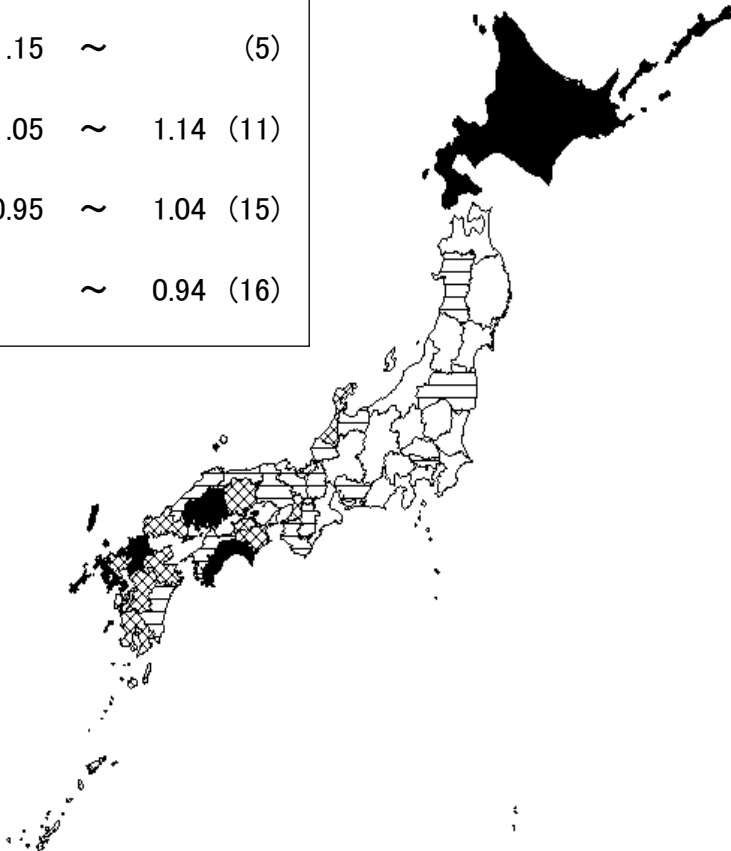 .15 ～ (5)
.05 ～ 1.14 (11)
0.95 ～ 1.04 (15)
～ 0.94 (16)